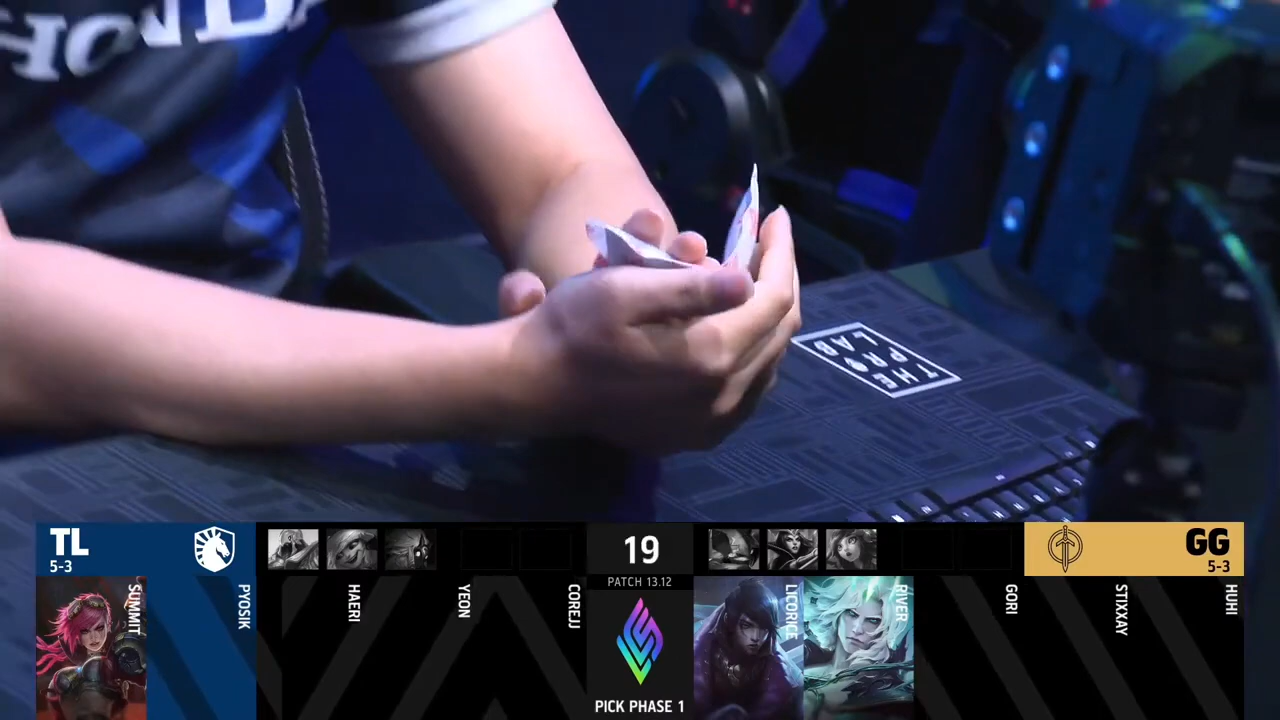 HONDA
THE
PRO
LAB
TL
5-3
19
GG
5-3
PATCH 13.12
SUMMIT
PYOSIK
HAERI
YEON
COREJJ
LICORICE
RIVER
GORI
STIXXAY
HUHI
PICK PHASE 1